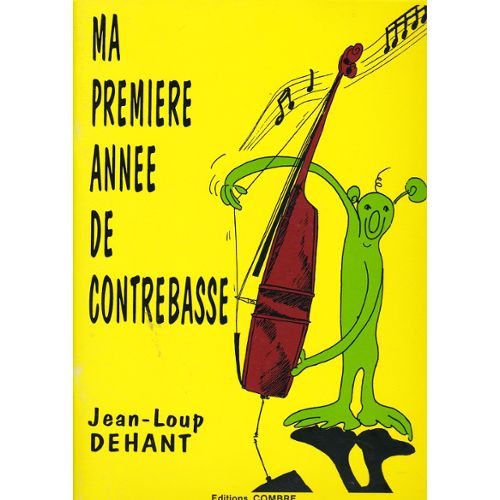 MA
PREMIERE
ANNEE
DE
CONTREBASSE
Jean-Loup
DEHANT
Editions COMBRE